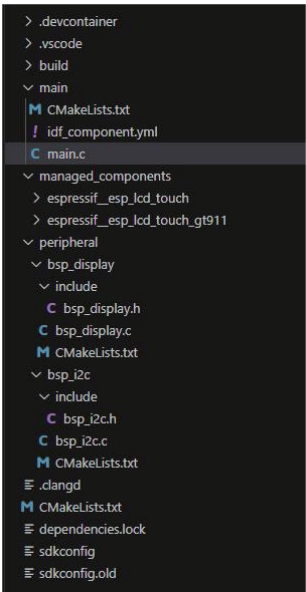 .devcontainer
.vscode
build
main
CMakeLists.txt
idf_component.yml
main.c
managed_components
espressif__esp_lcd_touch
espressif__esp_lcd_touch_gt911
peripheral
bsp_display
include
bsp_display.h
bsp_display.c
CMakeLists.txt
bsp_i2c
include
bsp_i2c.h
bsp_i2c.c
CMakeLists.txt
.clangd
CMakeLists.txt
dependencies.lock
sdkconfig
sdkconfig.old